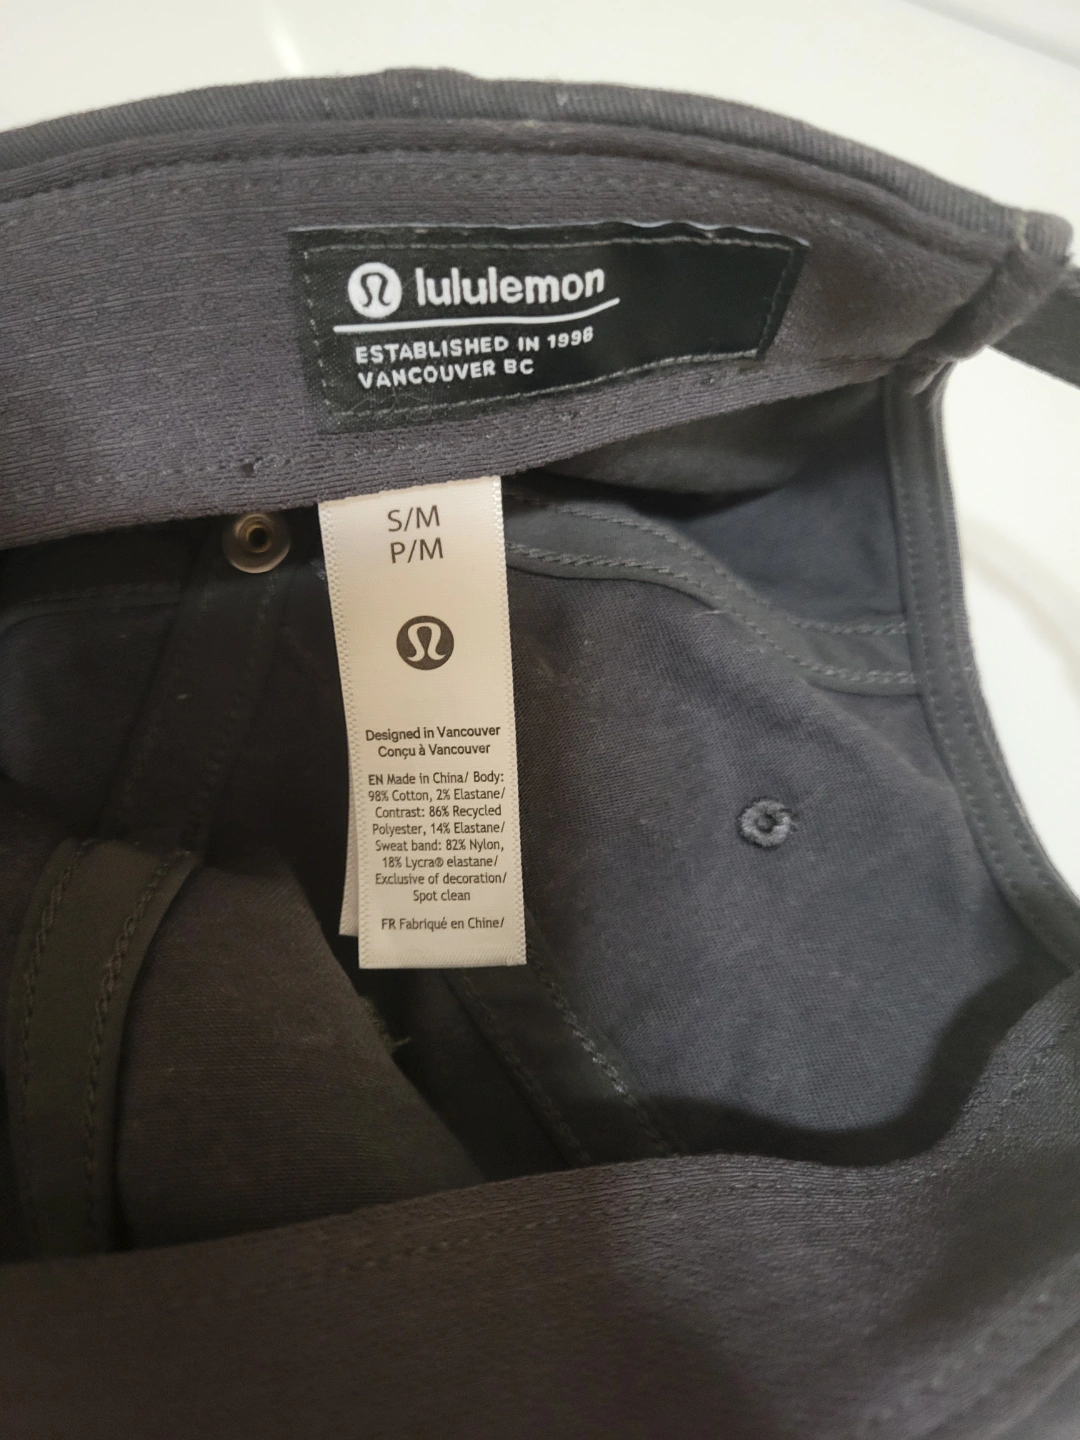 lululemon
ESTABLISHED IN 1998
VANCOUVER BC
S/M
P/M
Designed in Vancouver
Conçu à Vancouver
EN Made in China/ Body:
98% Cotton, 2% Elastane/
Contrast: 86% Recycled
Polyester, 14% Elastane/
Sweat band: 82% Nylon,
18% Lycra® elastane/
Exclusive of decoration/
Spot clean
FR Fabriqué en Chine/